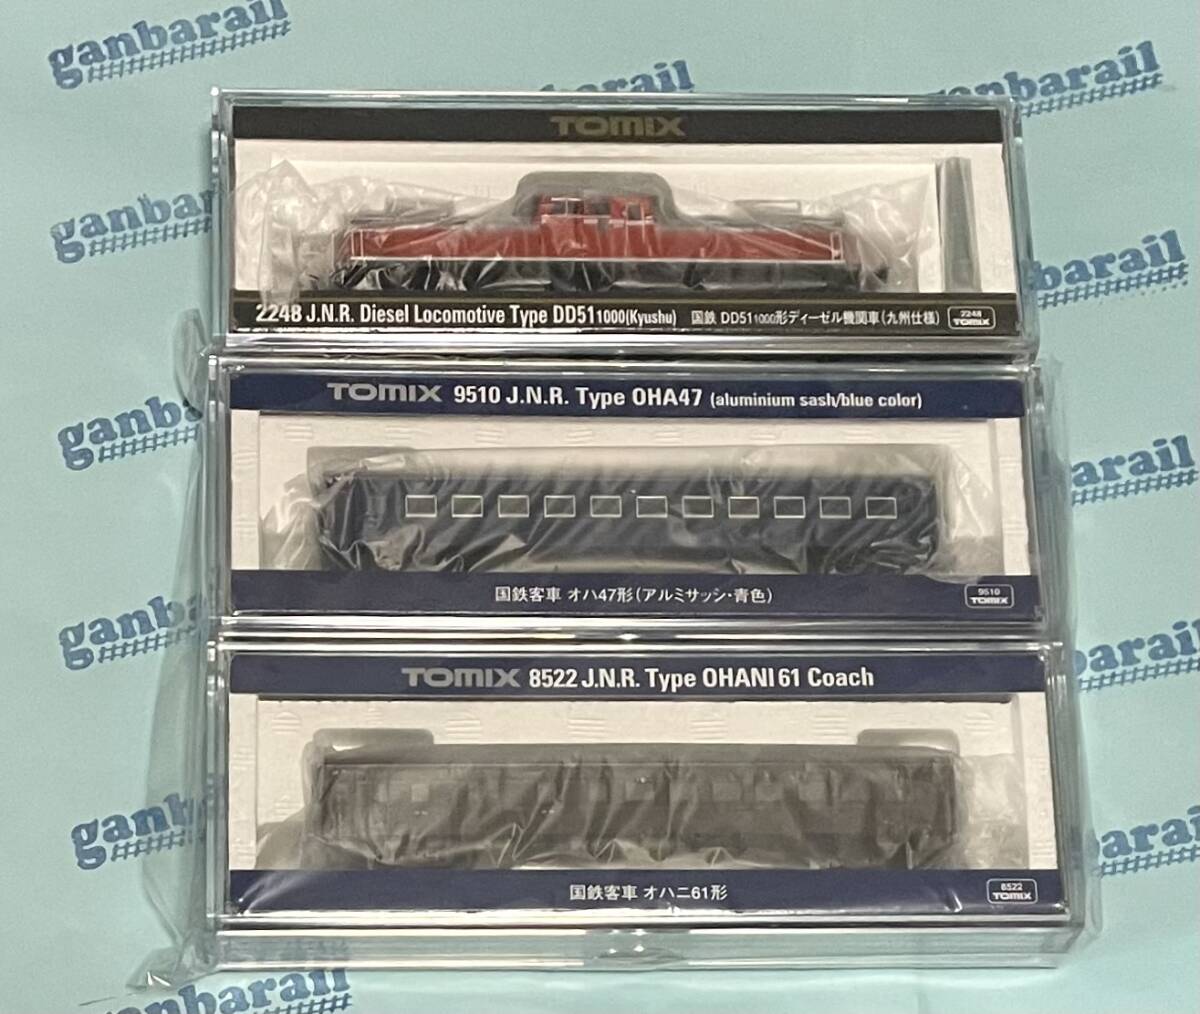 ganbarail
ganbarail
TOMIX
2248 J.N.R. Diesel Locomotive Type DD51 1000(Kyushu) 国鉄 DD51 1000形ディーゼル機関車(九州仕様) 2248 TOMIX
ganbarail
TOMIX 9510 J.N.R. Type OHA47 (aluminium sash/blue color)
国鉄客車 オハ47形(アルミサッシ・青色)
9510
TOMIX
TOMIX 8522 J.N.R. Type OHANI 61 Coach
国鉄客車 オハニ61形
8522
TOMIX
ganbarail